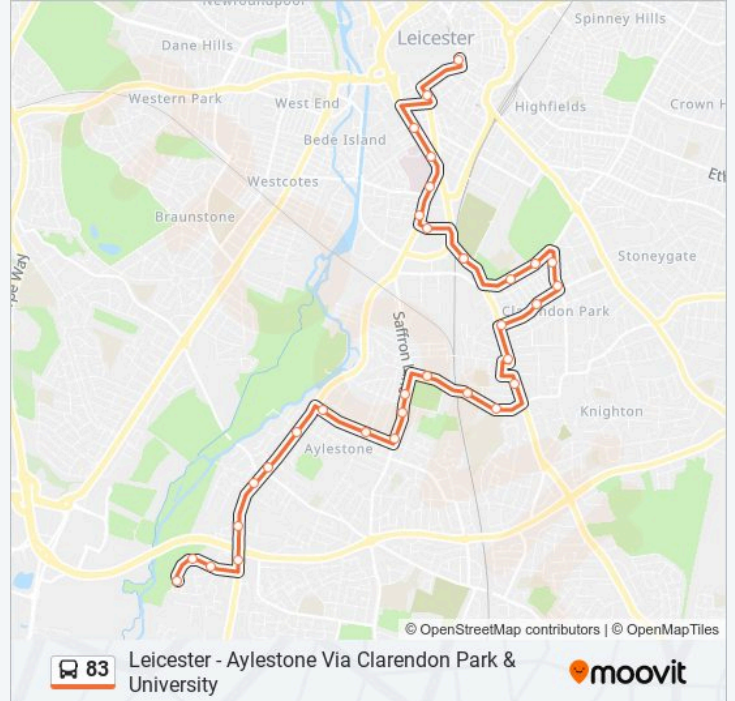 Newfoundpool
Spinney Hills
Leicester
Dane Hills
Western Park
West End
Highfields
Crown H
Bede Island
Westcotes
Braunstone
Stoneygate
Clarendon Park
Knighton
Aylestone
© OpenStreetMap contributors | © OpenMapTiles
83
Leicester - Aylestone Via Clarendon Park &
University
moovit